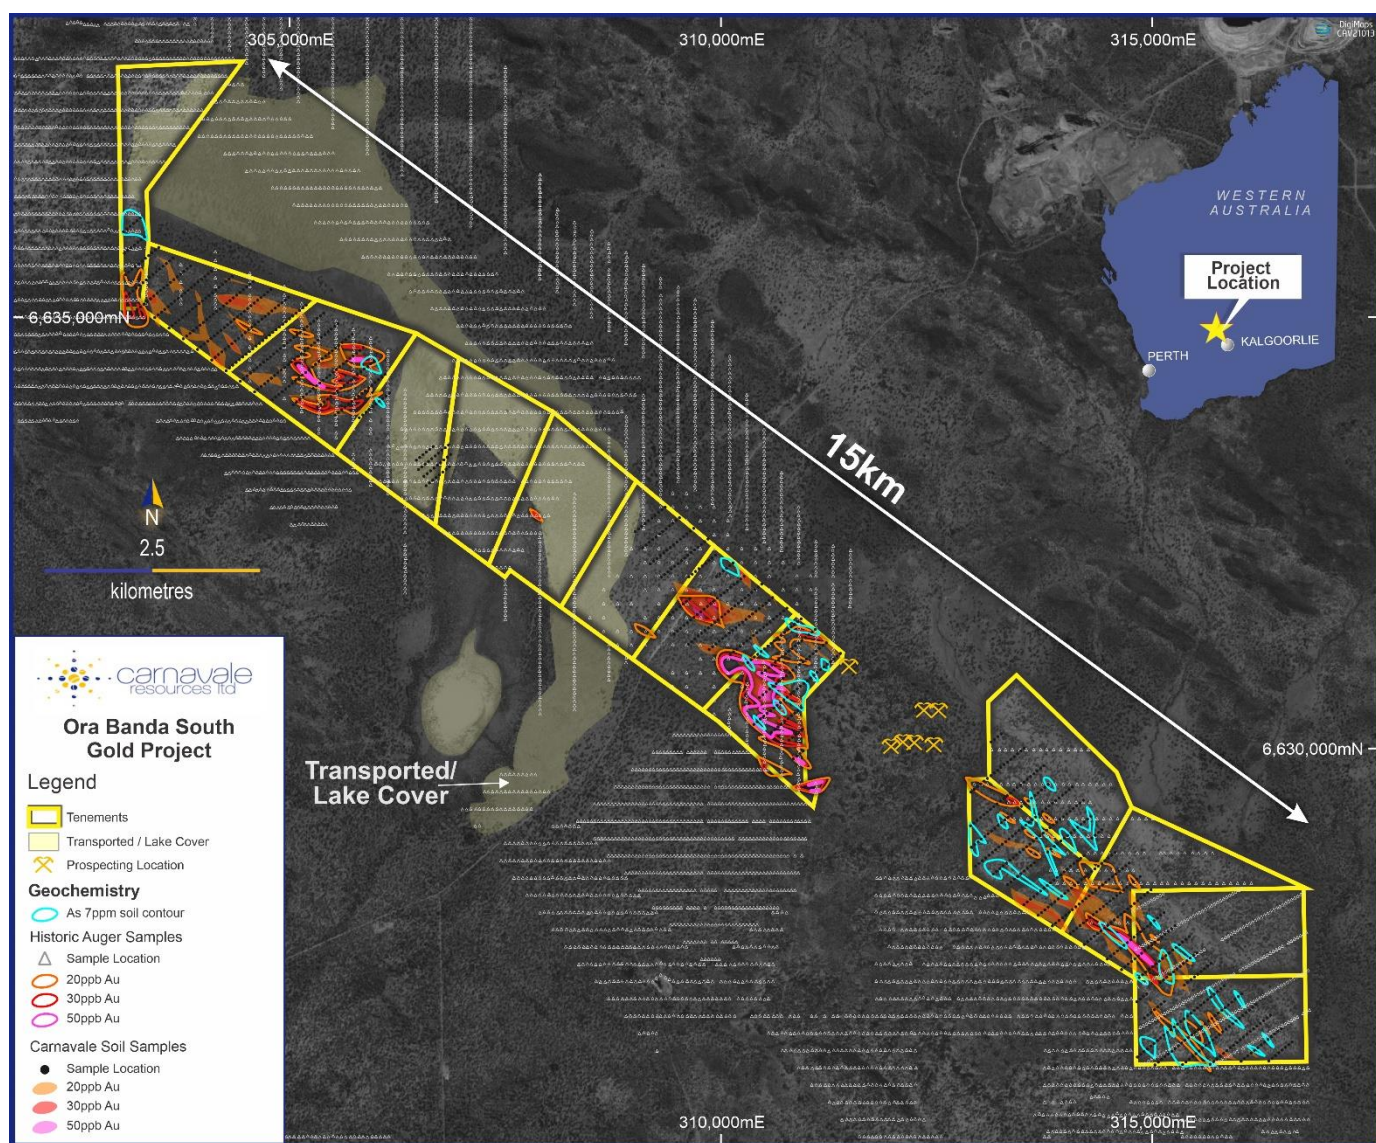 305,000mE
310,000mE
315,000mE
DigiMaps
CAV21013
WESTERN
AUSTRALIA
Project
Location
KALGOORLIE
PERTH
6,635,000mN
15km
N
2.5
kilometres
6,630,000mN
Transported/
Lake Cover
carnavale
resources ltd
Ora Banda South
Gold Project
Legend
Tenements
Transported / Lake Cover
Prospecting Location
Geochemistry
As 7ppm soil contour
Historic Auger Samples
Sample Location
20ppb Au
30ppb Au
50ppb Au
Carnavale Soil Samples
Sample Location
20ppb Au
30ppb Au
50ppb Au
310,000mE
315,000mE